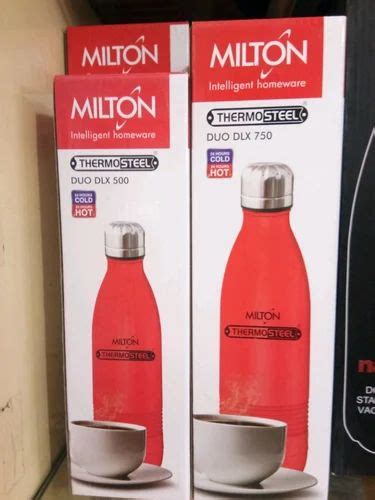 MILTON
MILTON
Intelligent homeware
THERMOSTEEL
DUO DLX 500
24 HOURS
COLD
24 HOURS
HOT
MILTON
THERMOSTEEL
MILTON
Intelligent homeware
THERMOSTEEL
DUO DLX 750
24 HOURS
COLD
24 HOURS
HOT
MILTON
THERMOSTEEL